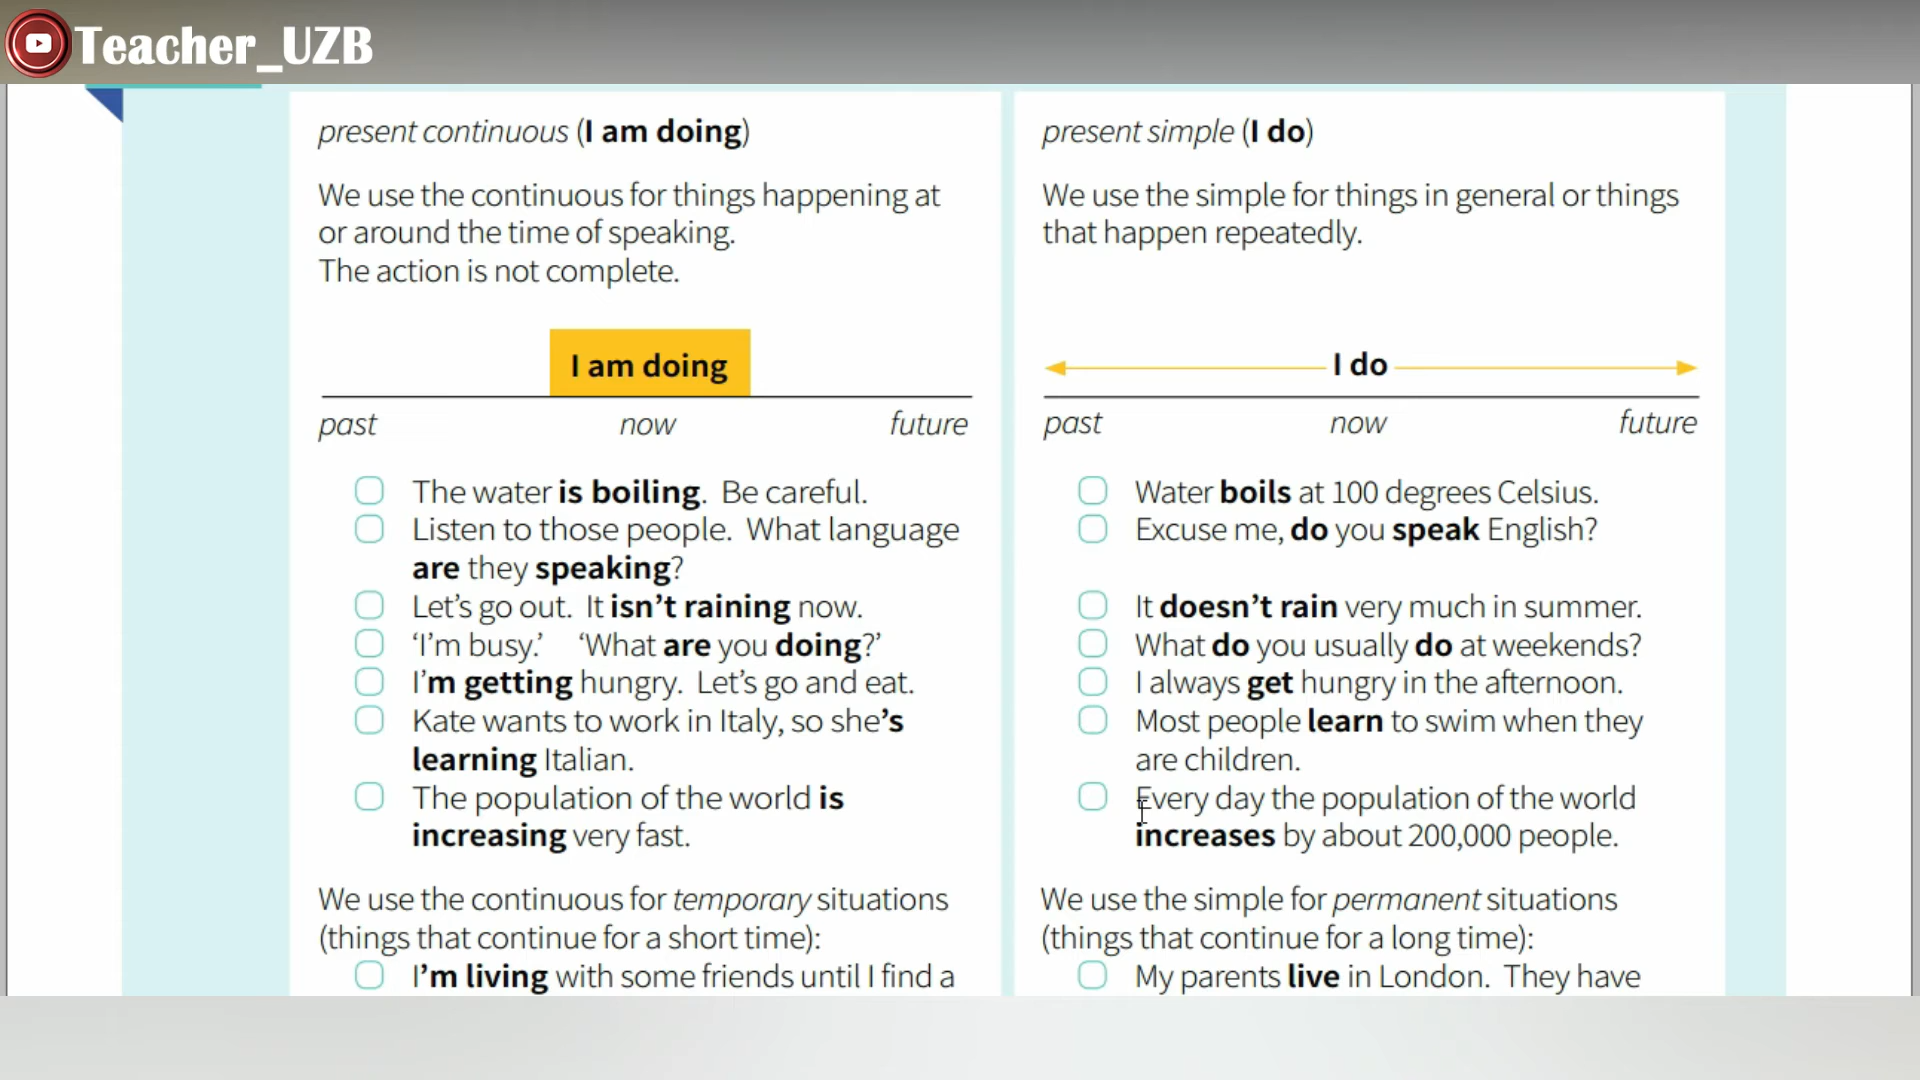 Teacher_UZB
present continuous (I am doing)
We use the continuous for things happening at
or around the time of speaking.
The action is not complete.
I am doing
past now future
The water is boiling. Be careful.
Listen to those people. What language
are they speaking?
Let’s go out. It isn’t raining now.
‘I’m busy.’ ‘What are you doing?’
I’m getting hungry. Let’s go and eat.
Kate wants to work in Italy, so she’s
learning Italian.
The population of the world is
increasing very fast.
We use the continuous for temporary situations
(things that continue for a short time):
I’m living with some friends until I find a
present simple (I do)
We use the simple for things in general or things
that happen repeatedly.
I do
past now future
Water boils at 100 degrees Celsius.
Excuse me, do you speak English?
It doesn’t rain very much in summer.
What do you usually do at weekends?
I always get hungry in the afternoon.
Most people learn to swim when they
are children.
Every day the population of the world
increases by about 200,000 people.
We use the simple for permanent situations
(things that continue for a long time):
My parents live in London. They have